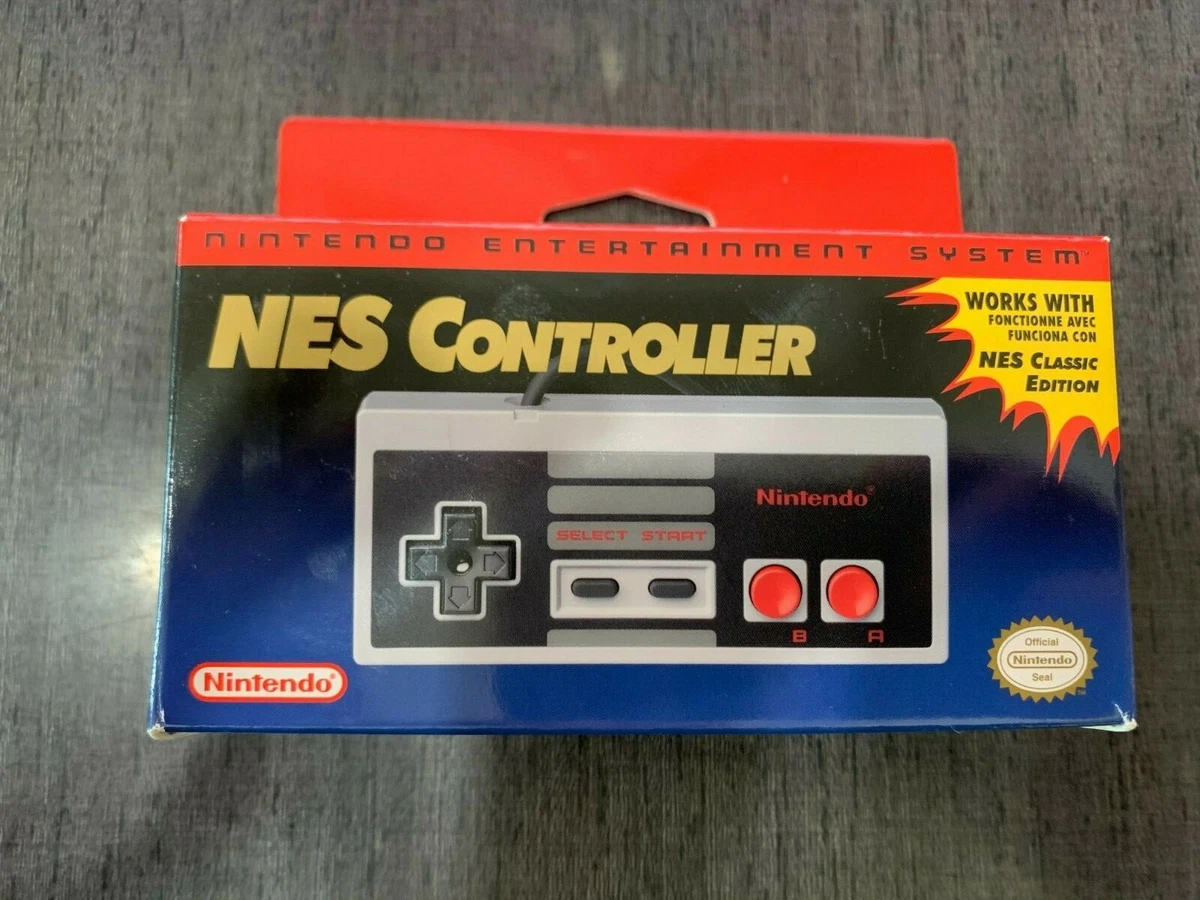 NINTENDO ENTERTAINMENT SYSTEM™
NES CONTROLLER
WORKS WITH
FONCTIONNE AVEC
FUNCIONA CON
NES CLASSIC
EDITION
Nintendo®
SELECT START
B A
Nintendo®
Official
Nintendo
Seal
™